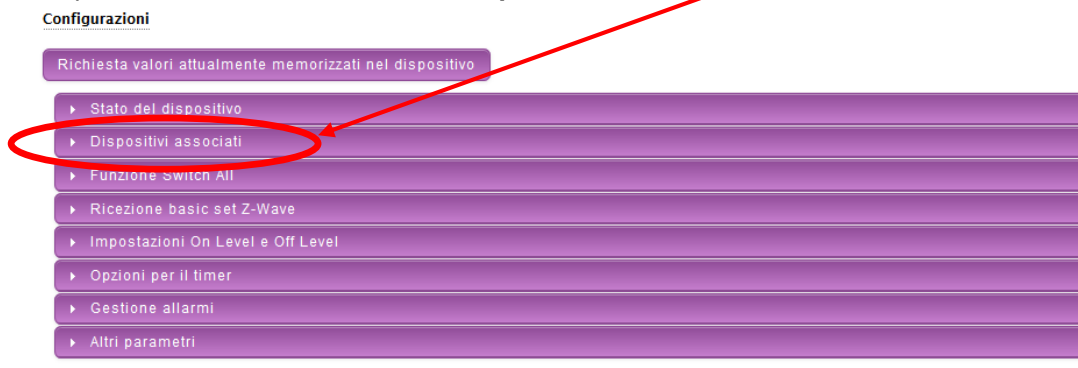 Configurazioni
Richiesta valori attualmente memorizzati nel dispositivo
Stato del dispositivo
Dispositivi associati
Funzione Switch All
Ricezione basic set Z-Wave
Impostazioni On Level e Off Level
Opzioni per il timer
Gestione allarmi
Altri parametri